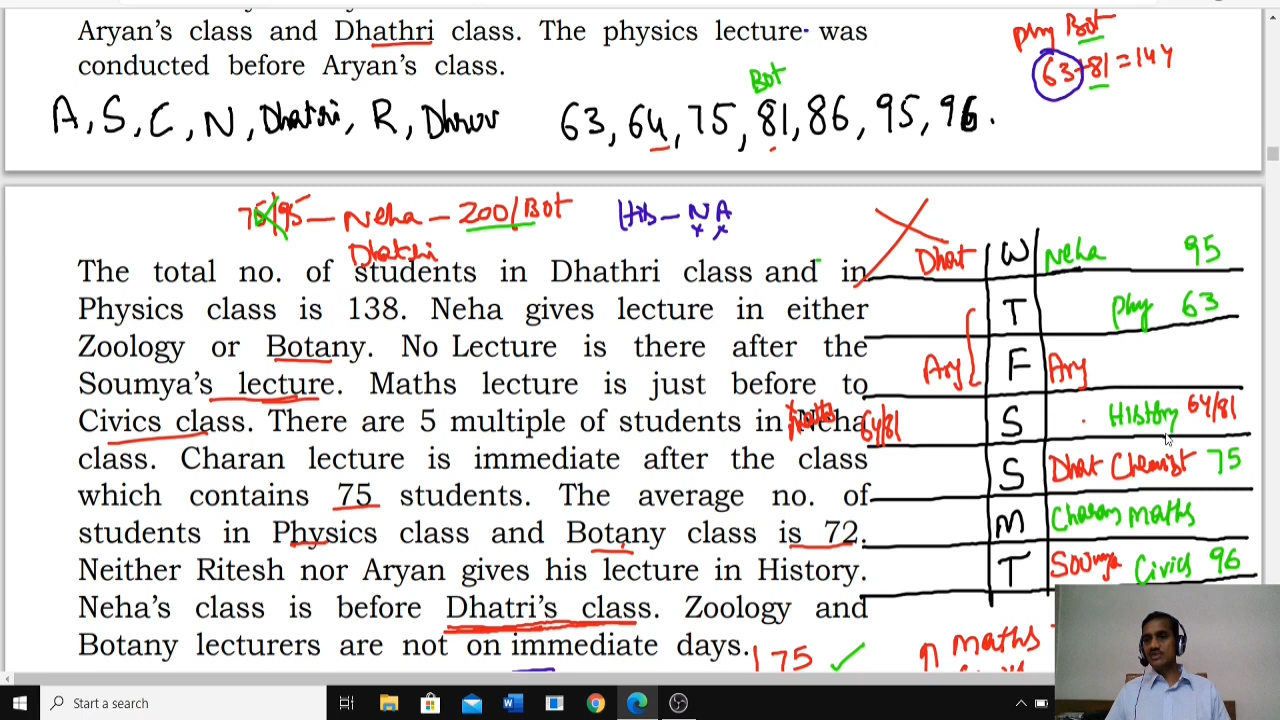 Aryan's class and Dhathri class. The physics lecture was
conducted before Aryan's class.
phy Bot
63+81=144
Bot
A, S, C, N, Dhatri, R, Dhruv 63, 64, 75, 81, 86, 95, 96.
75/95 - Neha - ZOO/Bot His - N A
Dhatri
The total no. of students in Dhathri class and in
Physics class is 138. Neha gives lecture in either
Zoology or Botany. No Lecture is there after the
Soumya's lecture. Maths lecture is just before to
Civics class. There are 5 multiple of students in Neha
class. Charan lecture is immediate after the class
which contains 75 students. The average no. of
students in Physics class and Botany class is 72.
Neither Ritesh nor Aryan gives his lecture in History.
Neha's class is before Dhatri's class. Zoology and
Botany lecturers are not on immediate days.
Dhat W Neha 95
T Phy 63
Ary F Ary
64/81 S History 64/81
S Dhat Chemist 75
M Charan Maths
T Soumya Civics 96
175
maths
Start a search